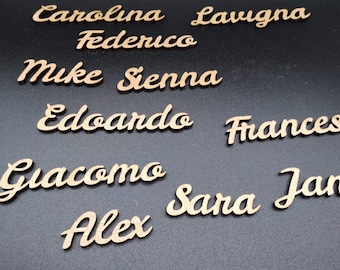 Carolina Lavigna
Federico
Mike Sienna
Edoardo Frances
Giacomo
Sara Jan
Alex